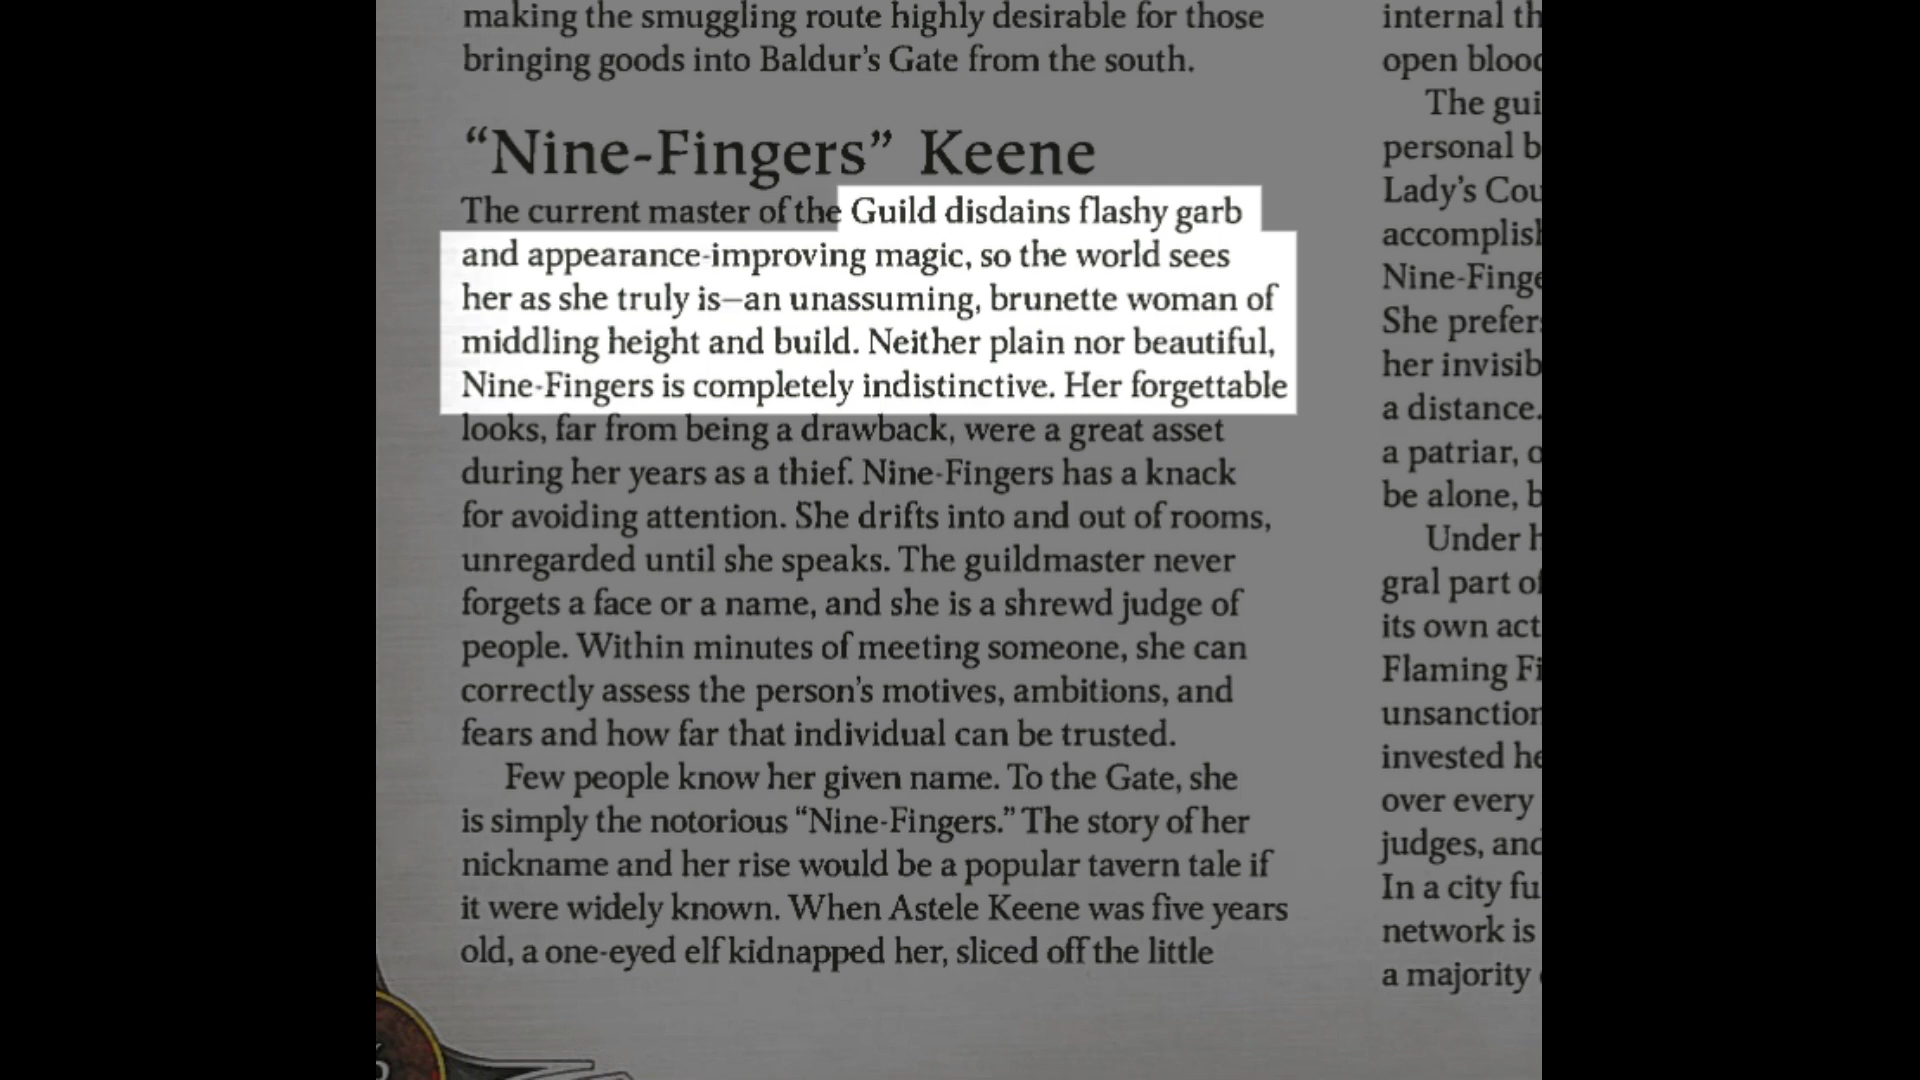 making the smuggling route highly desirable for those
bringing goods into Baldur's Gate from the south.
“Nine-Fingers” Keene
The current master of the Guild disdains flashy garb
and appearance-improving magic, so the world sees
her as she truly is—an unassuming, brunette woman of
middling height and build. Neither plain nor beautiful,
Nine-Fingers is completely indistinctive. Her forgettable
looks, far from being a drawback, were a great asset
during her years as a thief. Nine-Fingers has a knack
for avoiding attention. She drifts into and out of rooms,
unregarded until she speaks. The guildmaster never
forgets a face or a name, and she is a shrewd judge of
people. Within minutes of meeting someone, she can
correctly assess the person's motives, ambitions, and
fears and how far that individual can be trusted.
Few people know her given name. To the Gate, she
is simply the notorious “Nine-Fingers.” The story of her
nickname and her rise would be a popular tavern tale if
it were widely known. When Astele Keene was five years
old, a one-eyed elf kidnapped her, sliced off the little
internal
open
The
personal
Lady's
Nine-Finge
She
her
a distance.
a patriar,
be alone,
Under
gral part
its own
Flaming
invested
over every
judges,
In a city
network is
a majority